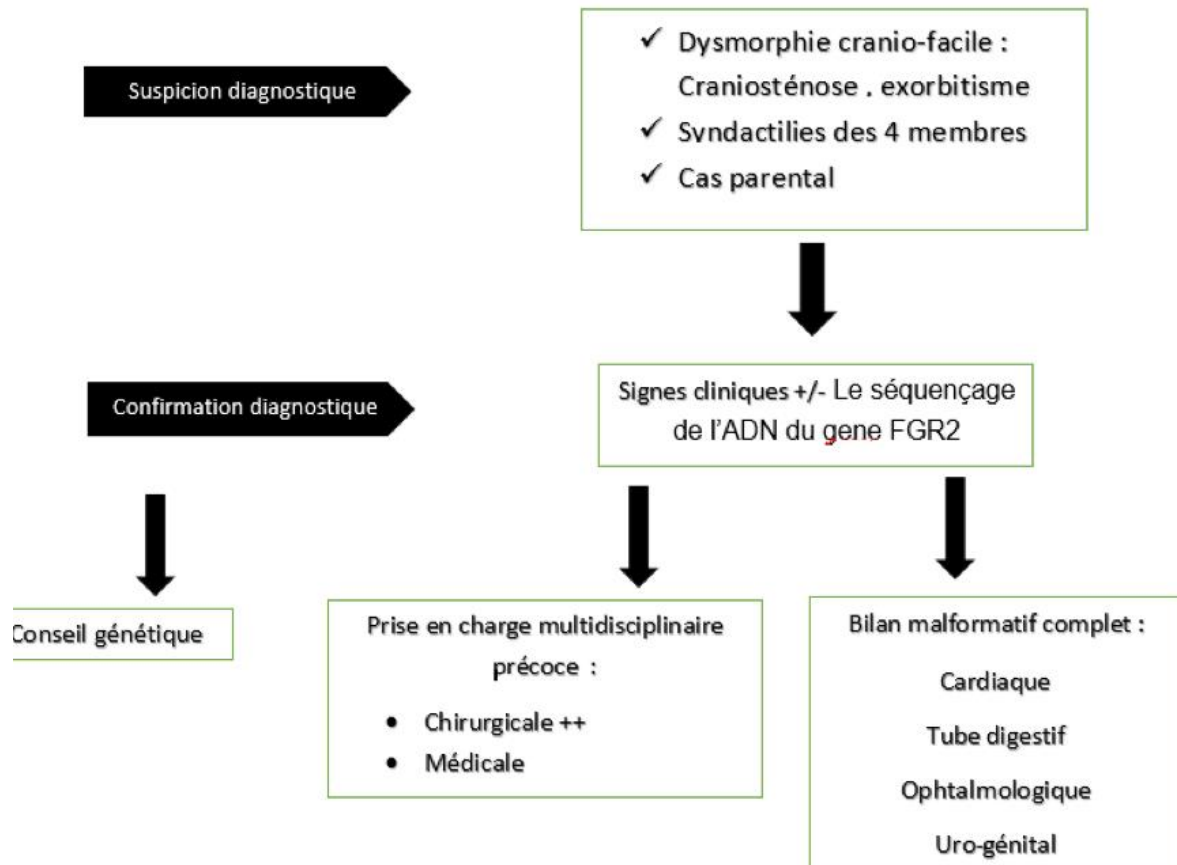 Suspicion diagnostique
✓ Dysmorphie cranio-facile :
Craniosténose . exorbitisme
✓ Syndactilies des 4 membres
✓ Cas parental
Confirmation diagnostique
Signes cliniques +/- Le séquençage
de l'ADN du gene FGR2
Conseil génétique
Prise en charge multidisciplinaire
précoce :
• Chirurgicale ++
• Médicale
Bilan malformatif complet :
Cardiaque
Tube digestif
Ophtalmologique
Uro-génital